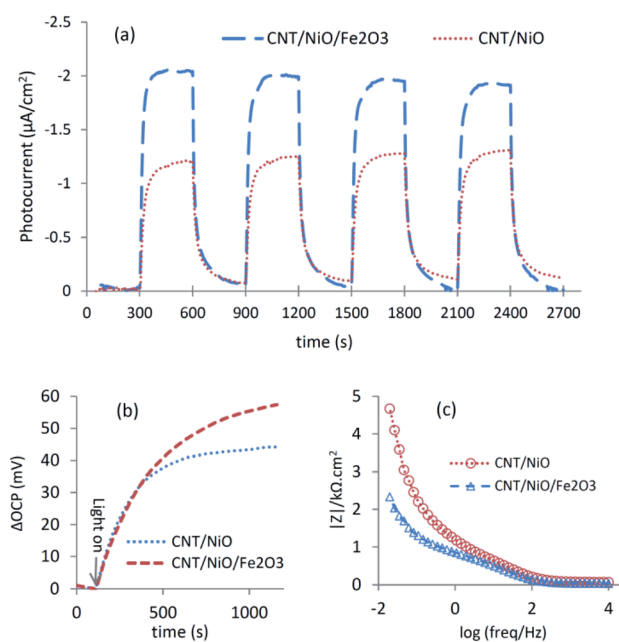 (a)
CNT/NiO/Fe2O3
CNT/NiO
Photocurrent (μA/cm²)
-2.5
-2
-1.5
-1
-0.5
0
0 300 600 900 1200 1500 1800 2100 2400 2700
time (s)
(b)
ΔOCP (mV)
60
50
40
30
20
10
0
Light on
CNT/NiO
CNT/NiO/Fe2O3
0 500 1000
time (s)
(c)
|Z|/kΩ.cm²
5
4
3
2
1
0
CNT/NiO
CNT/NiO/Fe2O3
-2 0 2 4
log (freq/Hz)